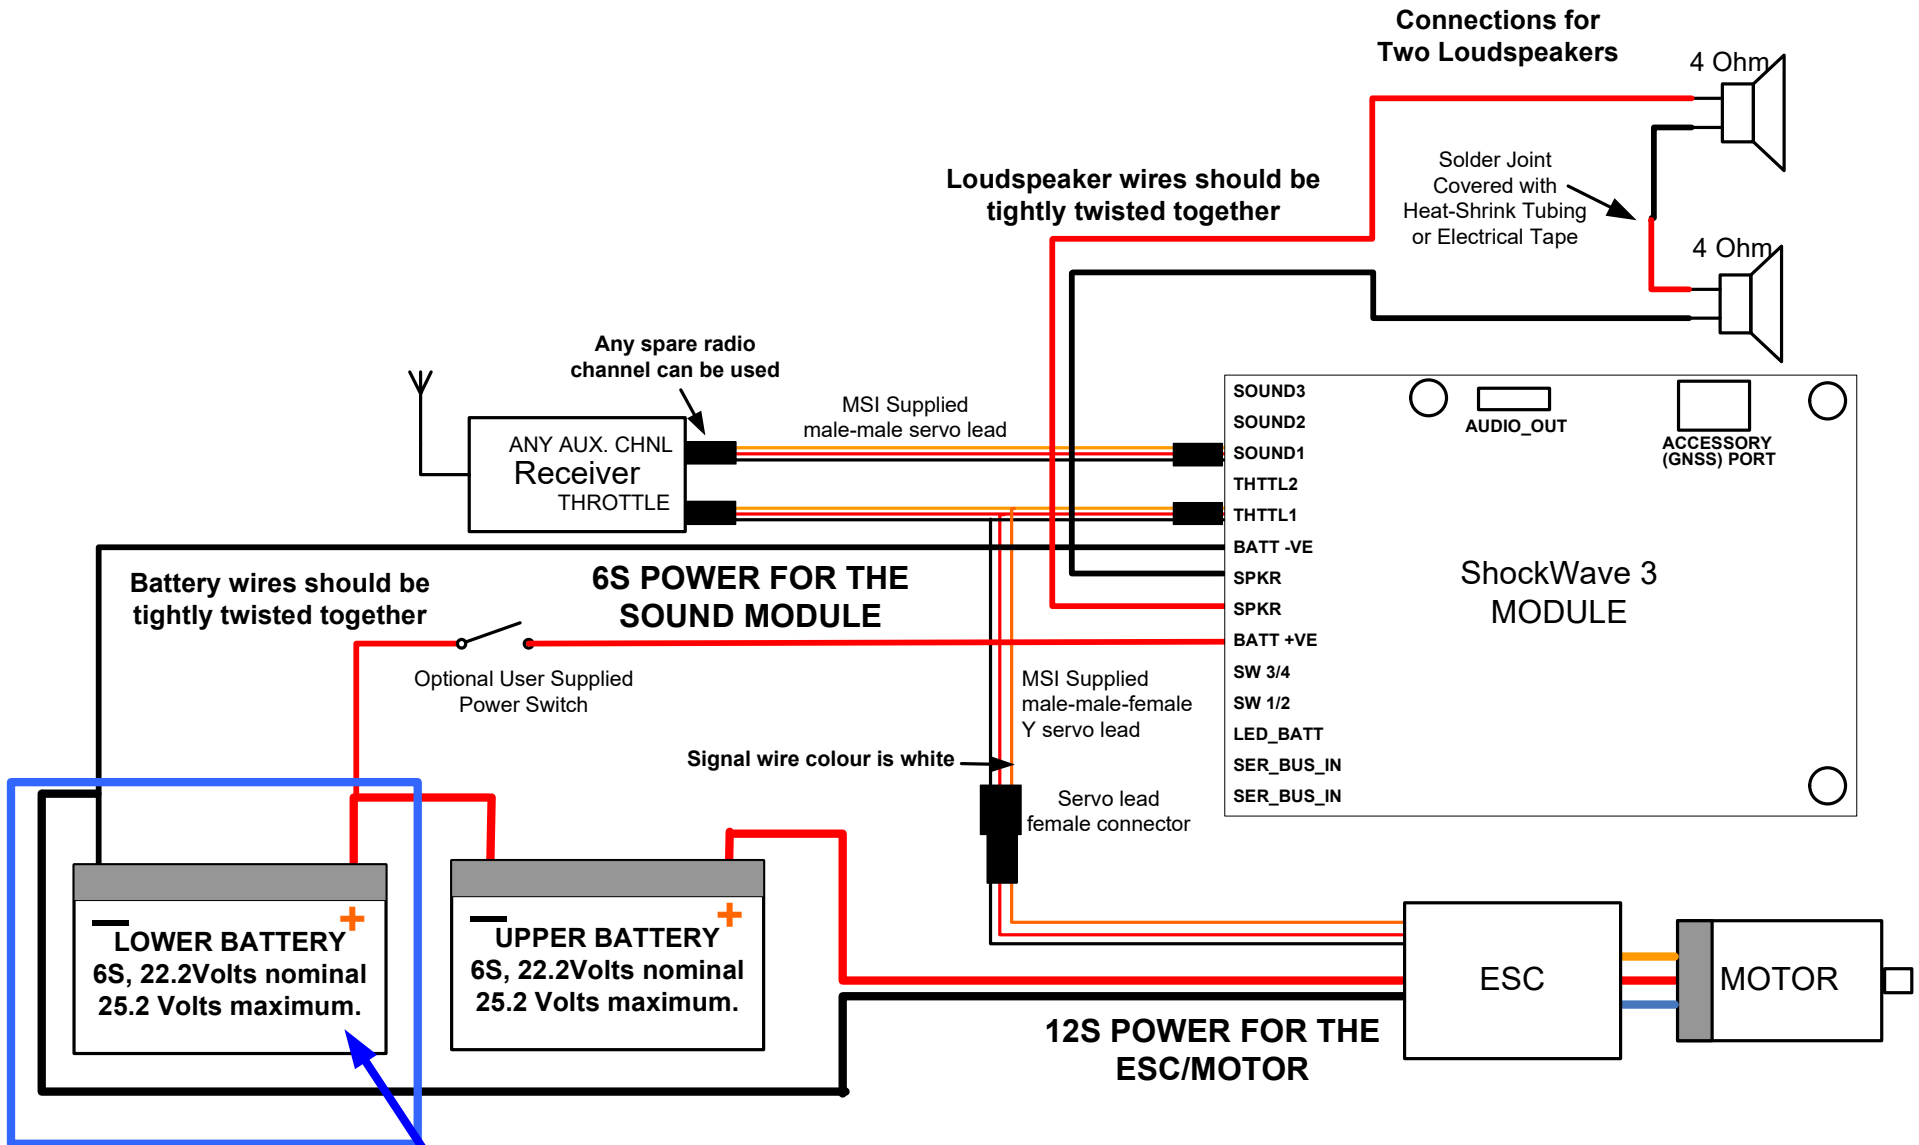 Connections for
Two Loudspeakers
4 Ohm
Solder Joint
Covered with
Heat-Shrink Tubing
or Electrical Tape
Loudspeaker wires should be
tightly twisted together
4 Ohm
Any spare radio
channel can be used
MSI Supplied
male-male servo lead
ANY AUX. CHNL
Receiver
THROTTLE
SOUND3
SOUND2
SOUND1
THTTL2
THTTL1
BATT -VE
SPKR
SPKR
BATT +VE
SW 3/4
SW 1/2
LED_BATT
SER_BUS_IN
SER_BUS_IN
AUDIO_OUT
ACCESSORY
(GNSS) PORT
ShockWave 3
MODULE
Battery wires should be
tightly twisted together
6S POWER FOR THE
SOUND MODULE
Optional User Supplied
Power Switch
MSI Supplied
male-male-female
Y servo lead
Signal wire colour is white
Servo lead
female connector
LOWER BATTERY
6S, 22.2Volts nominal
25.2 Volts maximum.
UPPER BATTERY
6S, 22.2Volts nominal
25.2 Volts maximum.
ESC
MOTOR
12S POWER FOR THE
ESC/MOTOR